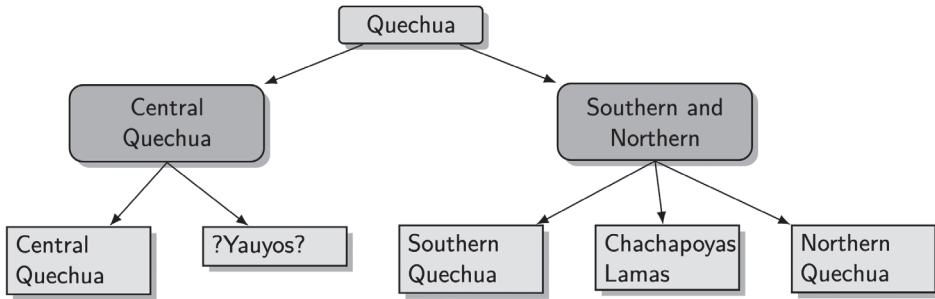 Quechua
Central
Quechua
Southern and
Northern
Central
Quechua
?Yauyos?
Southern
Quechua
Chachapoyas
Lamas
Northern
Quechua